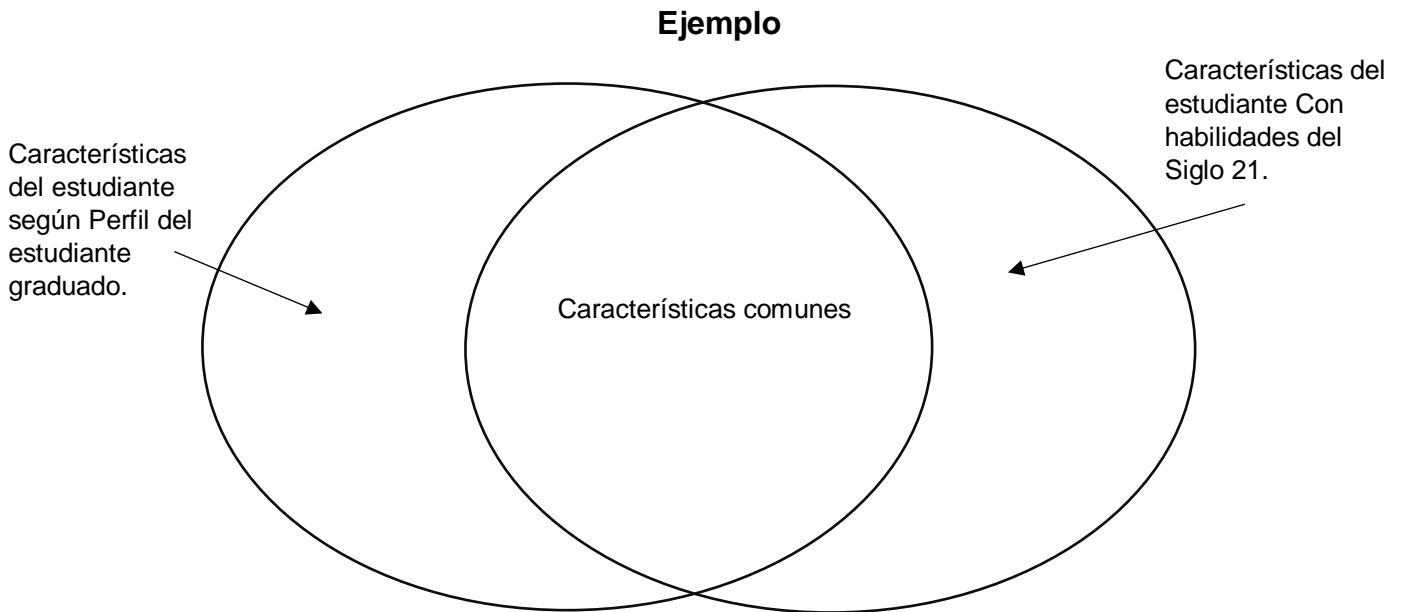 Ejemplo
Características
del estudiante
según Perfil del
estudiante
graduado.
Características comunes
Características del
estudiante Con
habilidades del
Siglo 21.